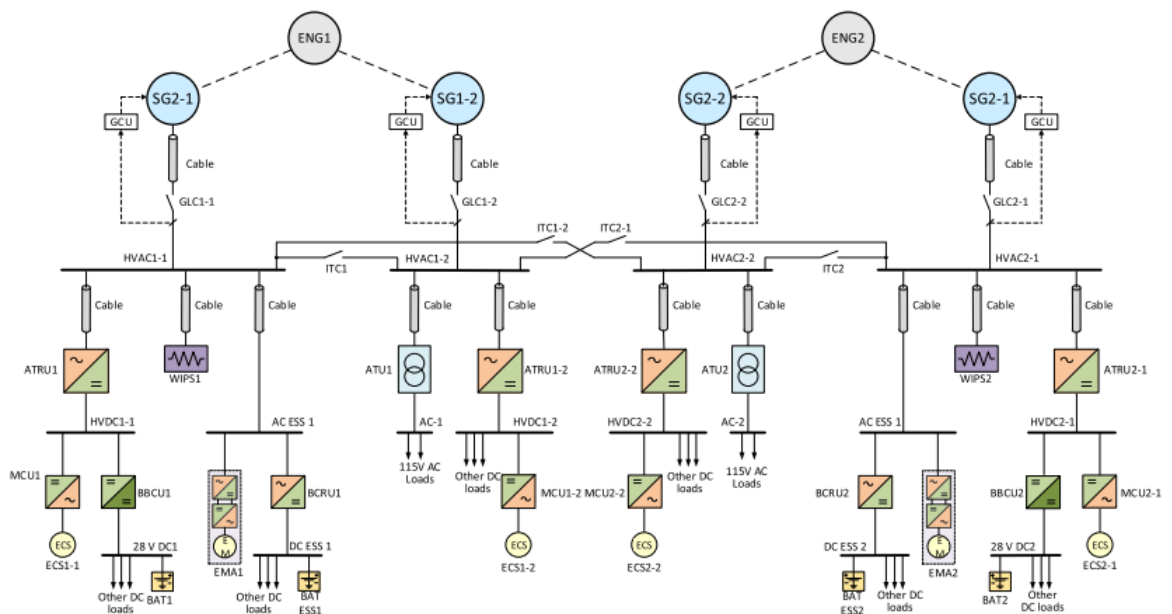 ENG1
ENG2
SG2-1
SG1-2
SG2-2
SG2-1
GCU
GCU
GCU
GCU
Cable
Cable
Cable
Cable
GLC1-1
GLC1-2
GLC2-2
GLC2-1
ITC1-2
ITC2-1
HVAC1-1
ITC1
HVAC1-2
HVAC2-2
ITC2
HVAC2-1
Cable
Cable
Cable
Cable
Cable
Cable
Cable
Cable
Cable
Cable
ATRU1
WIPS1
ATU1
ATRU1-2
ATRU2-2
ATU2
WIPS2
ATRU2-1
HVDC1-1
AC ESS 1
AC-1
HVDC1-2
HVDC2-2
AC-2
AC ESS 1
HVDC2-1
115V AC
Loads
Other DC
loads
Other DC
loads
115V AC
Loads
MCU1
BBCU1
BCRU1
MCU1-2
MCU2-2
BCRU2
BBCU2
MCU2-1
ECS
ECS1-1
28 V DC1
Other DC
loads
BAT1
E
M
EMA1
DC ESS 1
Other DC
loads
BAT
ESS1
ECS
ECS1-2
ECS
ECS2-2
DC ESS 2
BAT
ESS2
Other DC
loads
E
M
EMA2
28 V DC2
BAT2
Other DC
loads
ECS
ECS2-1